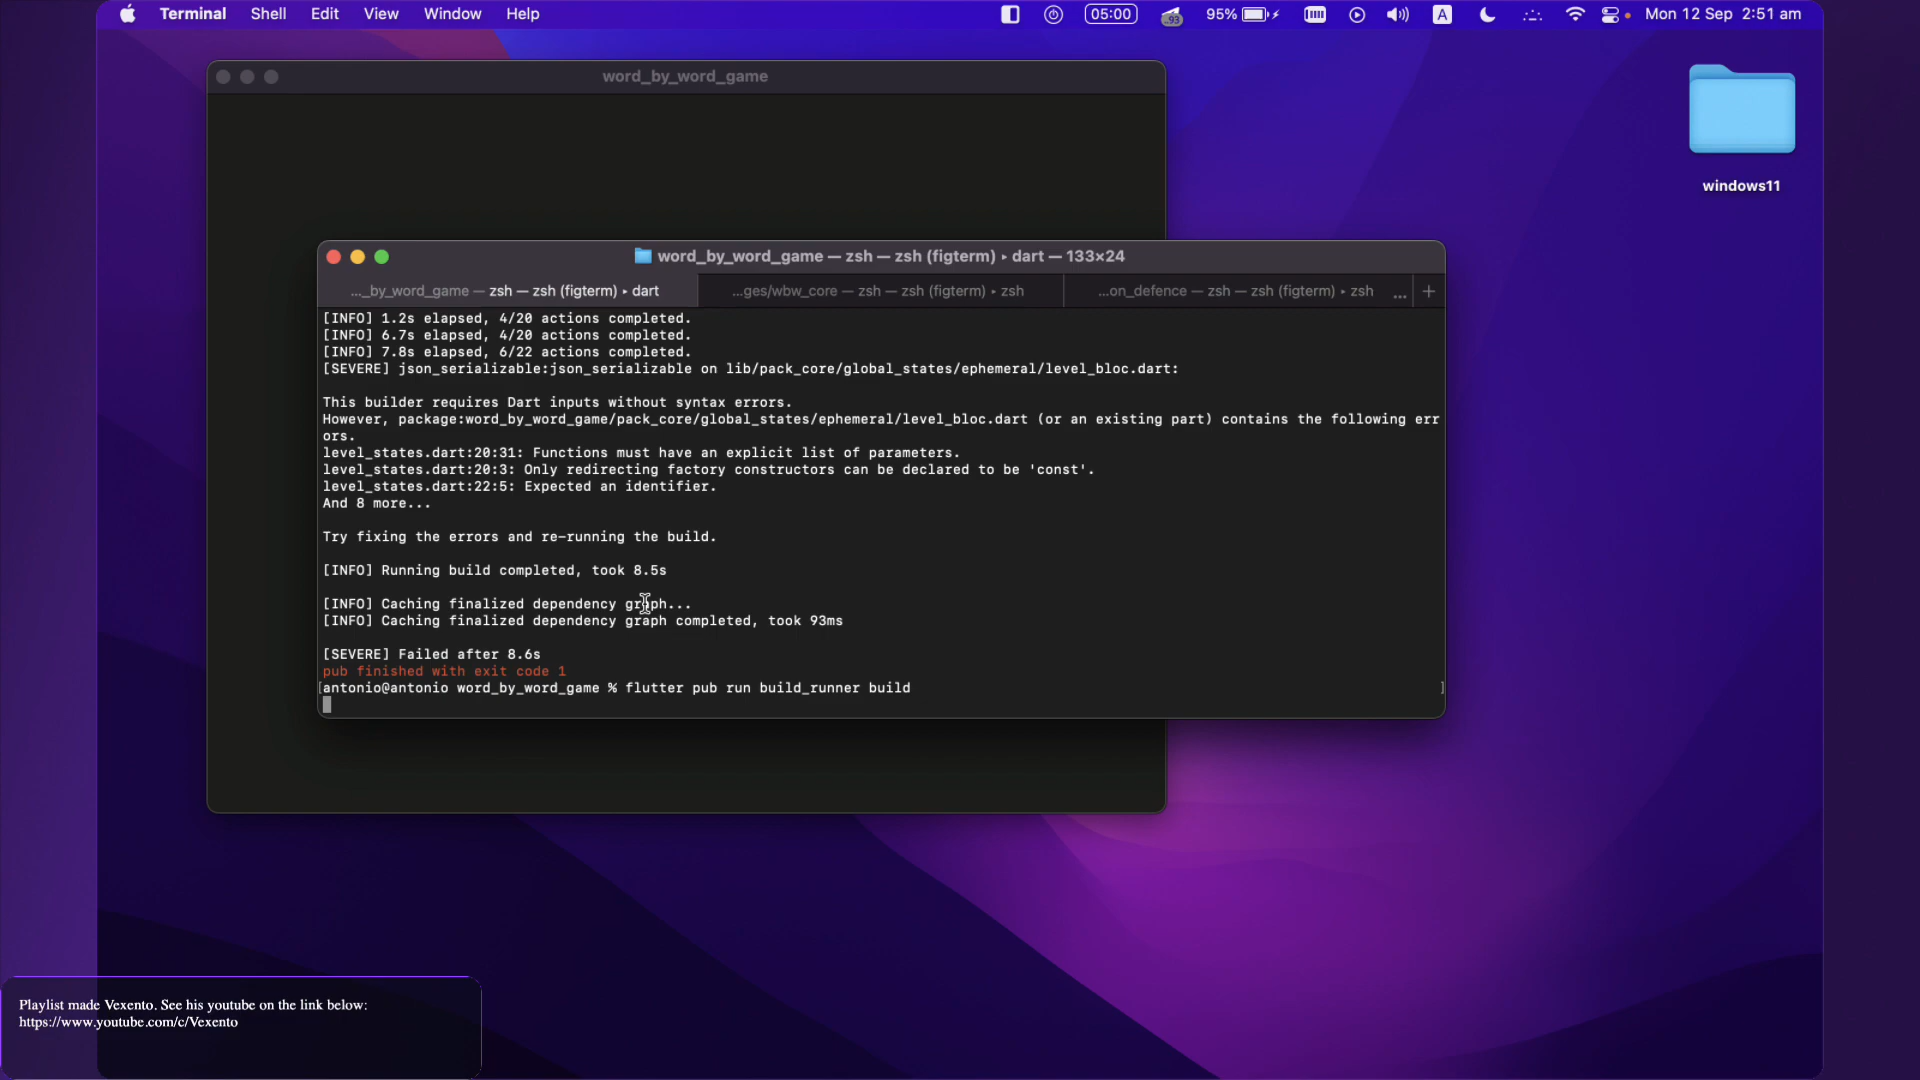 Terminal Shell Edit View Window Help 05:00 ..93 95% A Mon 12 Sep 2:51 am
word_by_word_game
windows11
word_by_word_game — zsh — zsh (figterm) ▸ dart — 133×24
..._by_word_game — zsh — zsh (figterm) ▸ dart ...ges/wbw_core — zsh — zsh (figterm) ▸ zsh ...on_defence — zsh — zsh (figterm) ▸ zsh ... +
[INFO] 1.2s elapsed, 4/20 actions completed.
[INFO] 6.7s elapsed, 4/20 actions completed.
[INFO] 7.8s elapsed, 6/22 actions completed.
[SEVERE] json_serializable:json_serializable on lib/pack_core/global_states/ephemeral/level_bloc.dart:
This builder requires Dart inputs without syntax errors.
However, package:word_by_word_game/pack_core/global_states/ephemeral/level_bloc.dart (or an existing part) contains the following err
ors.
level_states.dart:20:31: Functions must have an explicit list of parameters.
level_states.dart:20:3: Only redirecting factory constructors can be declared to be 'const'.
level_states.dart:22:5: Expected an identifier.
And 8 more...
Try fixing the errors and re-running the build.
[INFO] Running build completed, took 8.5s
[INFO] Caching finalized dependency graph...
[INFO] Caching finalized dependency graph completed, took 93ms
[SEVERE] Failed after 8.6s
pub finished with exit code 1
[antonio@antonio word_by_word_game % flutter pub run build_runner build ]
Playlist made Vexento. See his youtube on the link below:
https://www.youtube.com/c/Vexento